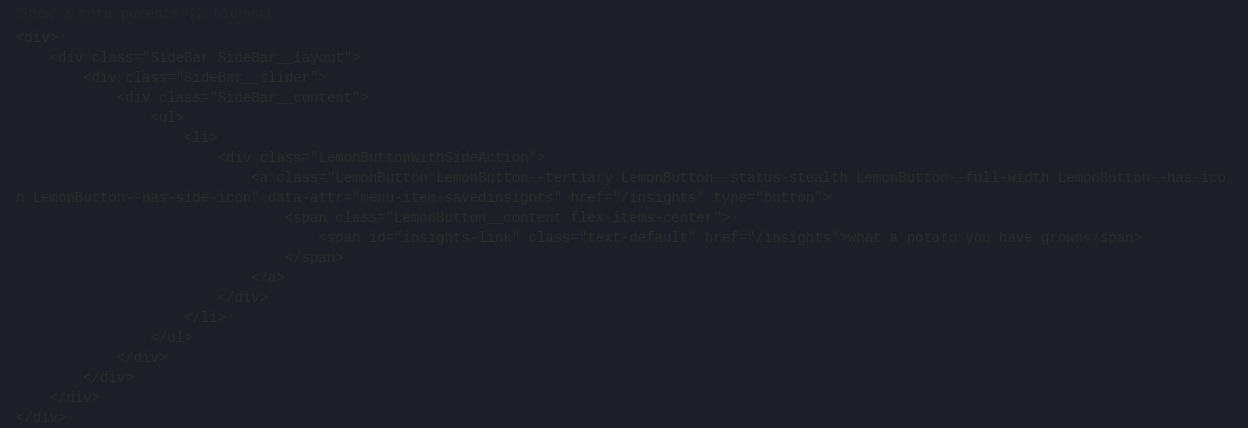 Show 2 more parents (2 hidden)
<div>
<div class="SideBar SideBar__layout">
<div class="SideBar__slider">
<div class="SideBar__content">
<ul>
<li>
<div class="LemonButtonWithSideAction">
<a class="LemonButton LemonButton--tertiary LemonButton--status-stealth LemonButton--full-width LemonButton--has-ico
n LemonButton--has-side-icon" data-attr="menu-item-savedinsights" href="/insights" type="button">
<span class="LemonButton__content flex items-center">
<span id="insights-link" class="text-default" href="/insights">what a potato you have grown</span>
</span>
</a>
</div>
</li>
</ul>
</div>
</div>
</div>
</div>